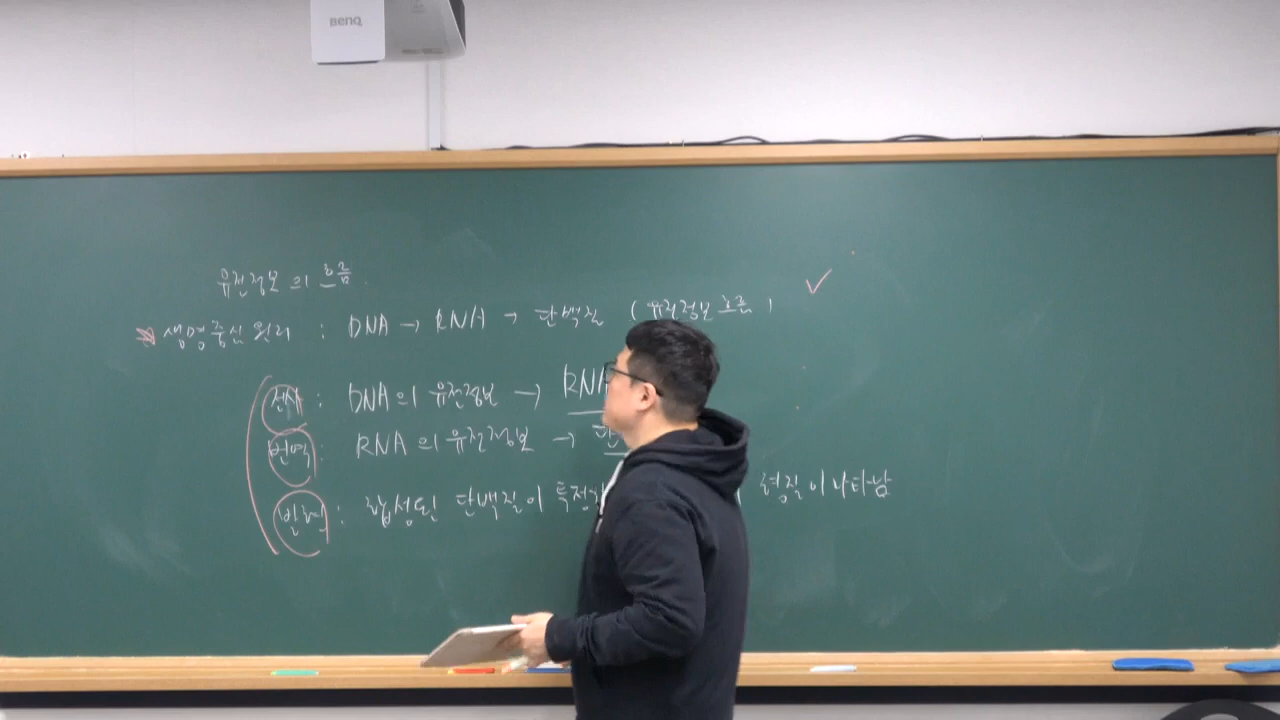 BenQ
유전정보의 흐름
생명중심원리 : DNA → RNA → 단백질 (유전정보 흐름)
전사 : DNA의 유전정보 → RNA
번역 : RNA의 유전정보 → 단
발현 : 합성된 단백질이 특정한 형질이 나타남